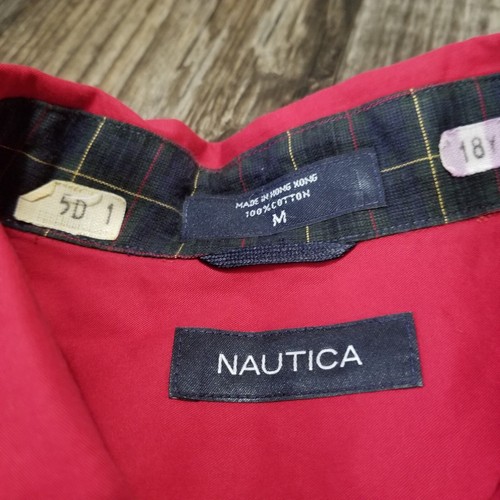 MADE IN HONG KONG
100% COTTON
M
5D 1
18
NAUTICA